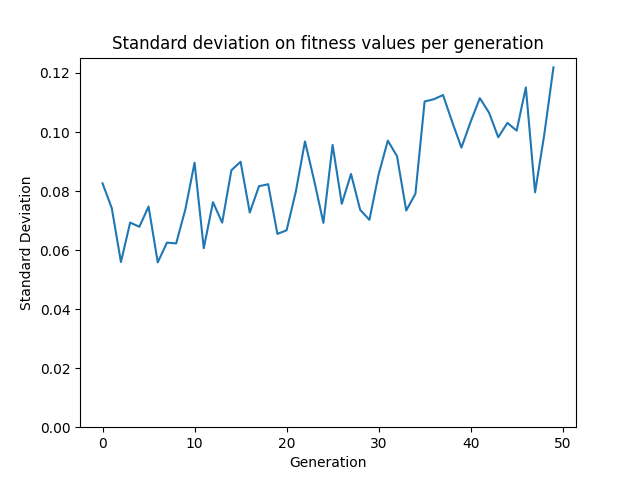 Standard deviation on fitness values per generation
0.12
0.10
0.08
0.06
0.04
0.02
0.00
Standard Deviation
0 10 20 30 40 50
Generation